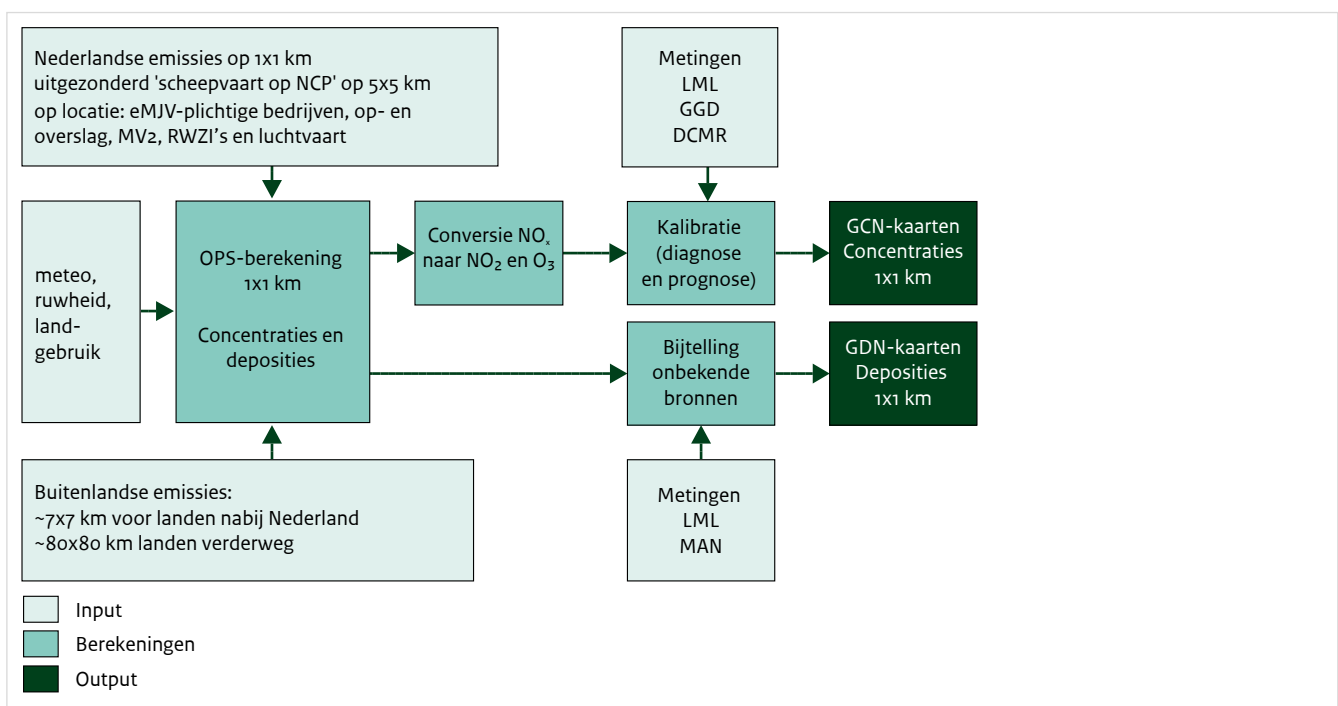 Nederlandse emissies op 1x1 km
uitgezonderd 'scheepvaart op NCP' op 5x5 km
op locatie: eMJV-plichtige bedrijven, op- en
overslag, MV2, RWZI's en luchtvaart
Metingen
LML
GGD
DCMR
meteo,
ruwheid,
land-
gebruik
OPS-berekening
1x1 km
Concentraties en
deposities
Conversie NOₓ
naar NO₂ en O₃
Kalibratie
(diagnose
en prognose)
GCN-kaarten
Concentraties
1x1 km
Bijtelling
onbekende
bronnen
GDN-kaarten
Deposities
1x1 km
Buitenlandse emissies:
~7x7 km voor landen nabij Nederland
~80x80 km landen verderweg
Metingen
LML
MAN
Input
Berekeningen
Output